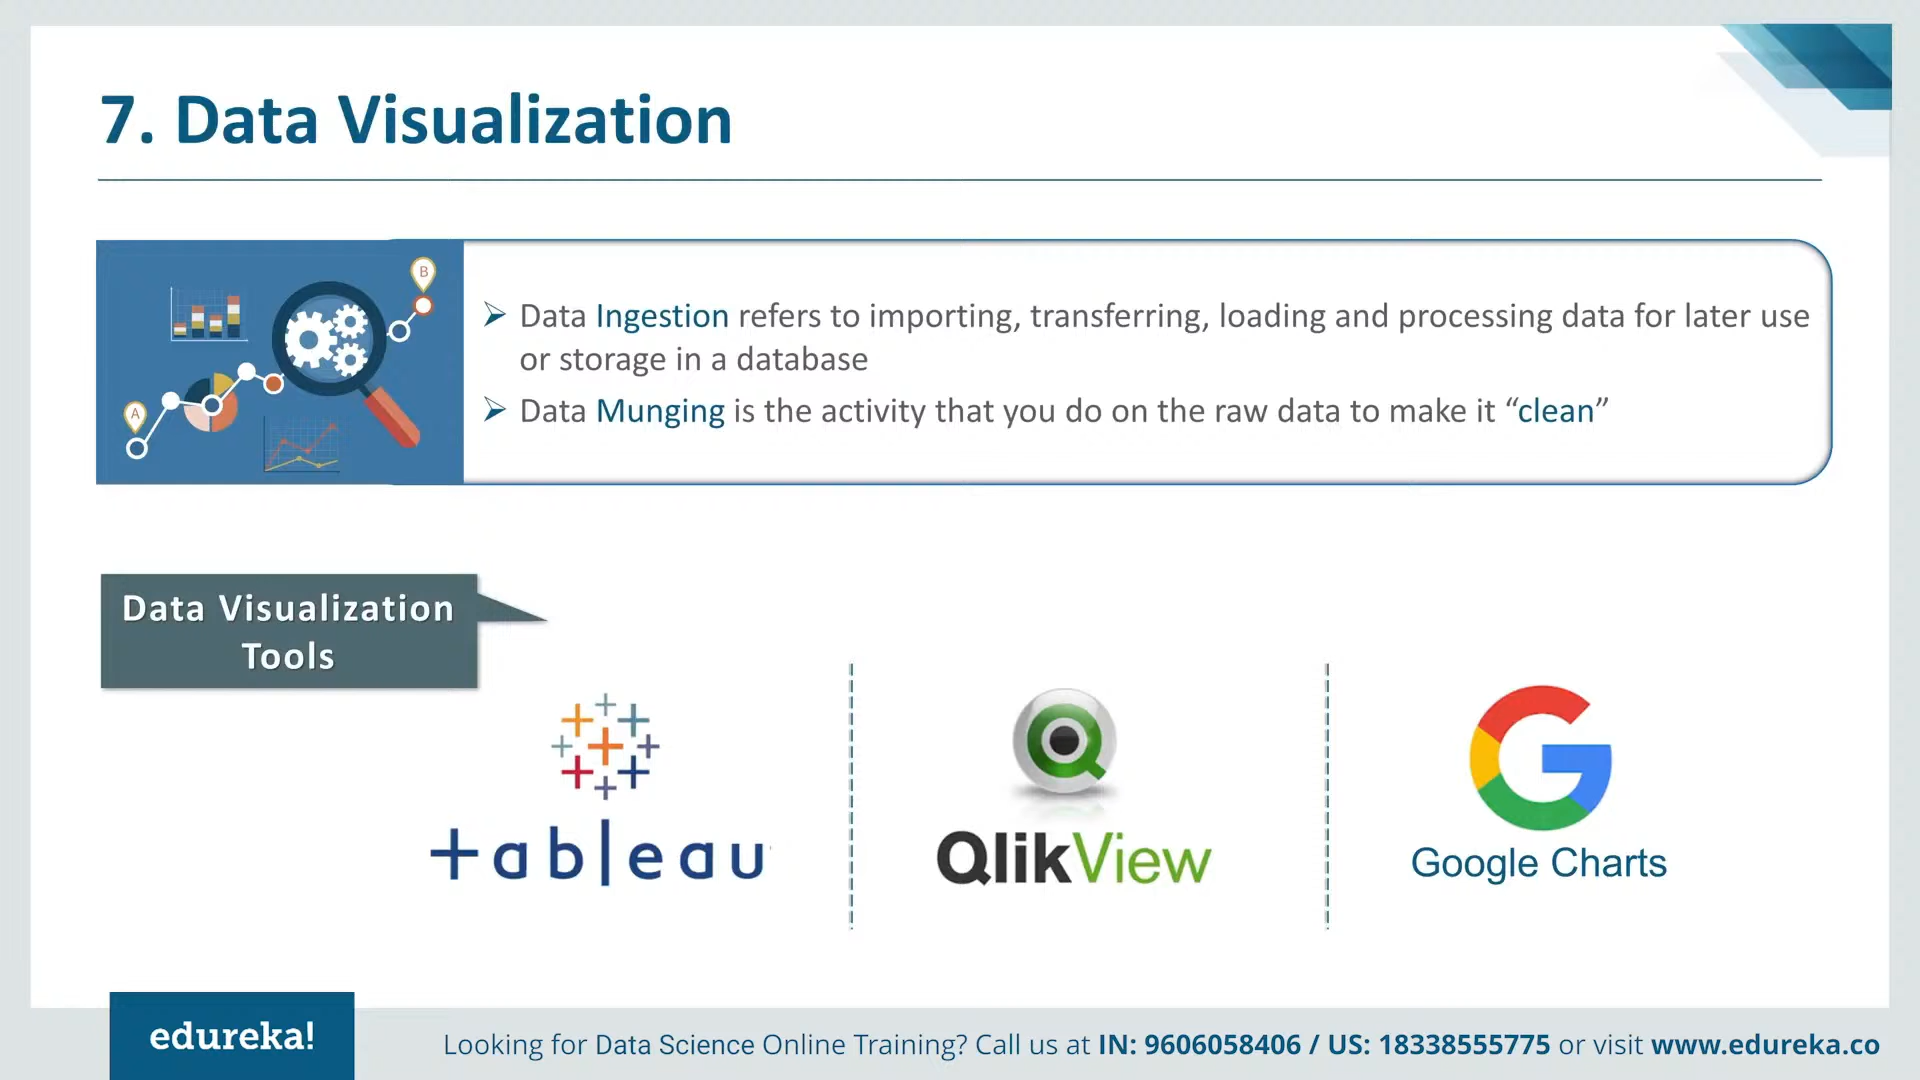 7. Data Visualization
B
A
➢ Data Ingestion refers to importing, transferring, loading and processing data for later use
or storage in a database
➢ Data Munging is the activity that you do on the raw data to make it “clean”
Data Visualization
Tools
+ableau
QlikView
Google Charts
edureka!
Looking for Data Science Online Training? Call us at IN: 9606058406 / US: 18338555775 or visit www.edureka.co